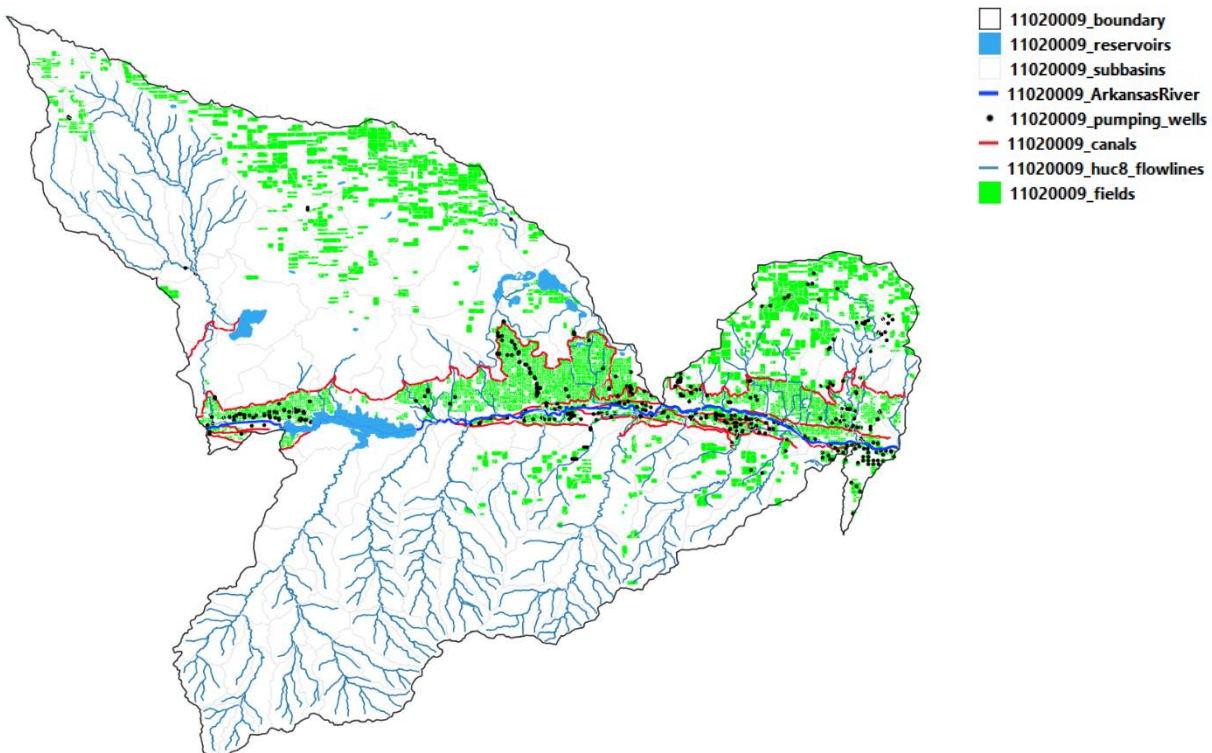 11020009_boundary
11020009_reservoirs
11020009_subbasins
11020009_ArkansasRiver
11020009_pumping_wells
11020009_canals
11020009_huc8_flowlines
11020009_fields